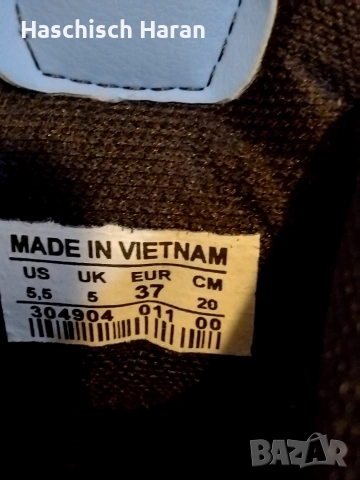 Haschisch Haran
MADE IN VIETNAM
US UK EUR CM
5,5 5 37 20
304904 011 00
BAZAR